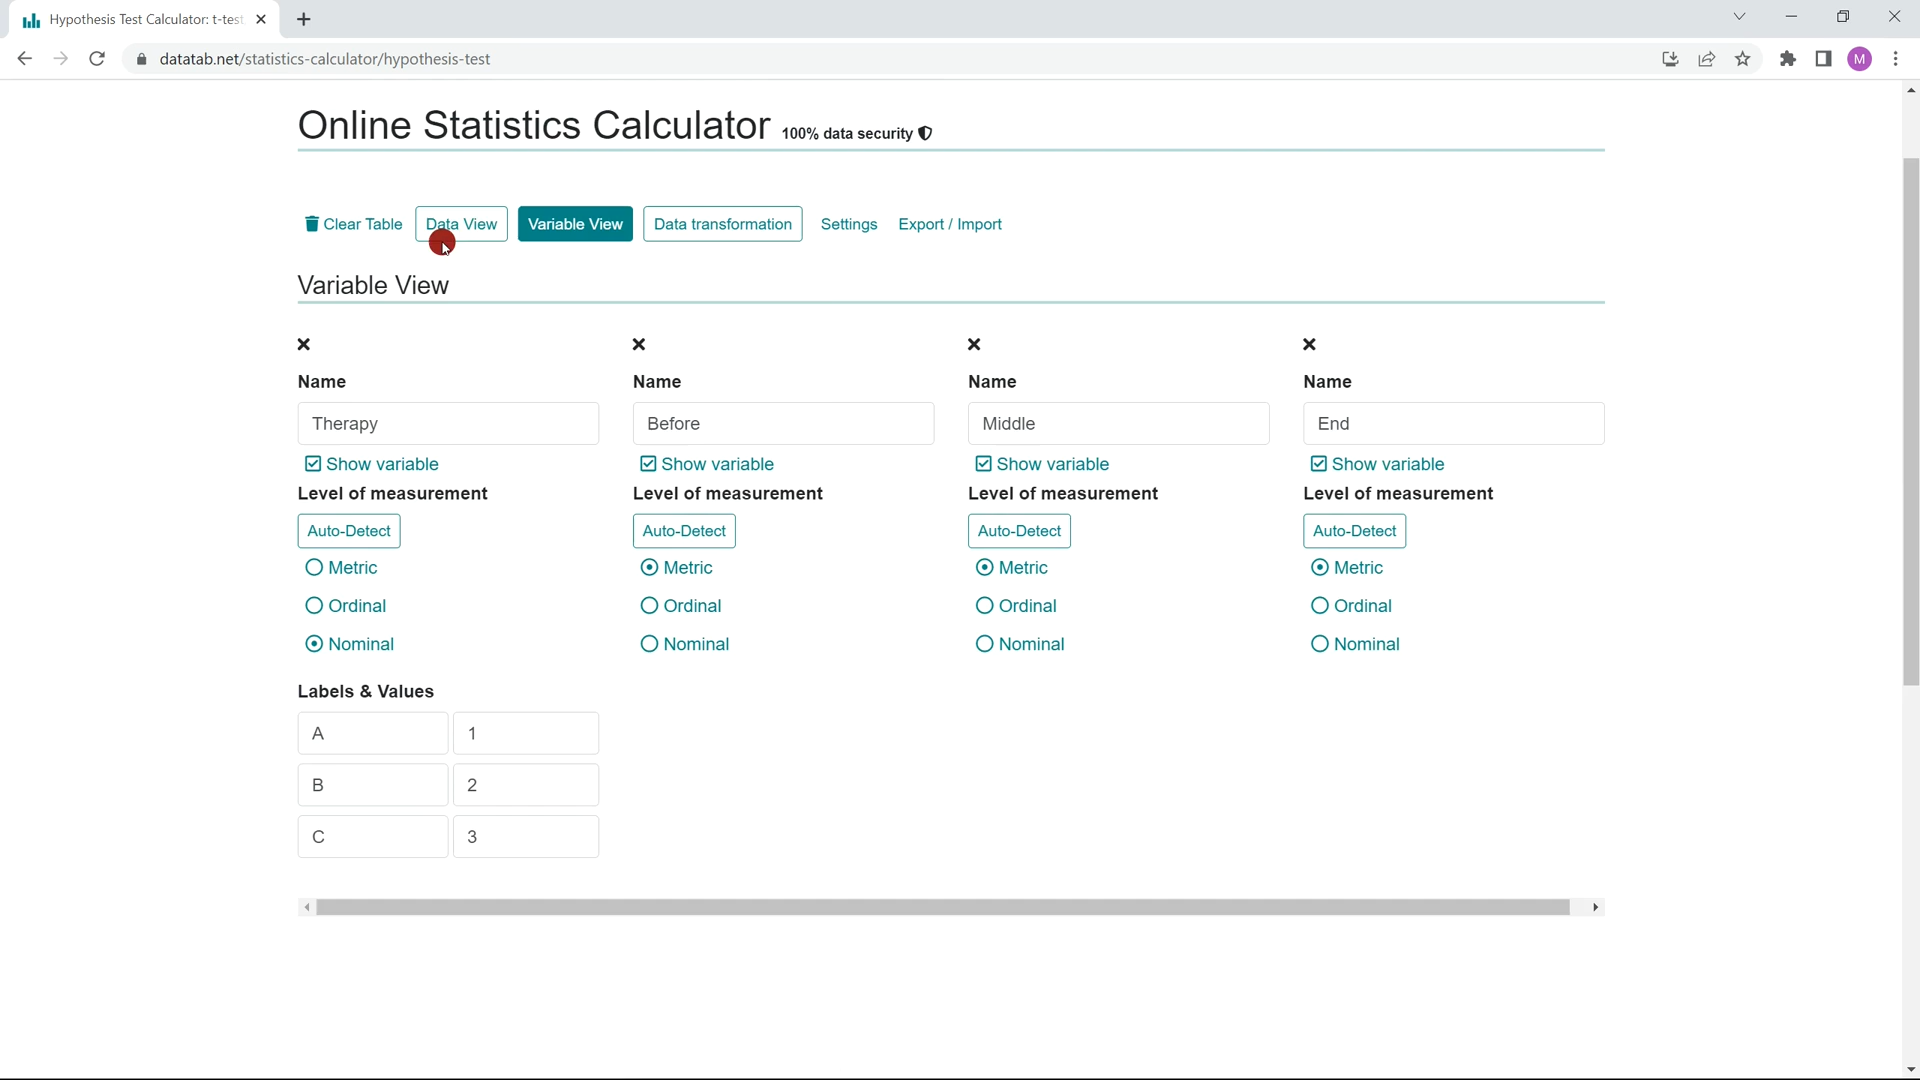 Hypothesis Test Calculator: t-test
datatab.net/statistics-calculator/hypothesis-test
M
Online Statistics Calculator 100% data security
Clear Table Data View Variable View Data transformation Settings Export / Import
Variable View
Name Name Name Name
Therapy Before Middle End
Show variable Show variable Show variable Show variable
Level of measurement Level of measurement Level of measurement Level of measurement
Auto-Detect Auto-Detect Auto-Detect Auto-Detect
Metric Metric Metric Metric
Ordinal Ordinal Ordinal Ordinal
Nominal Nominal Nominal Nominal
Labels & Values
A 1
B 2
C 3